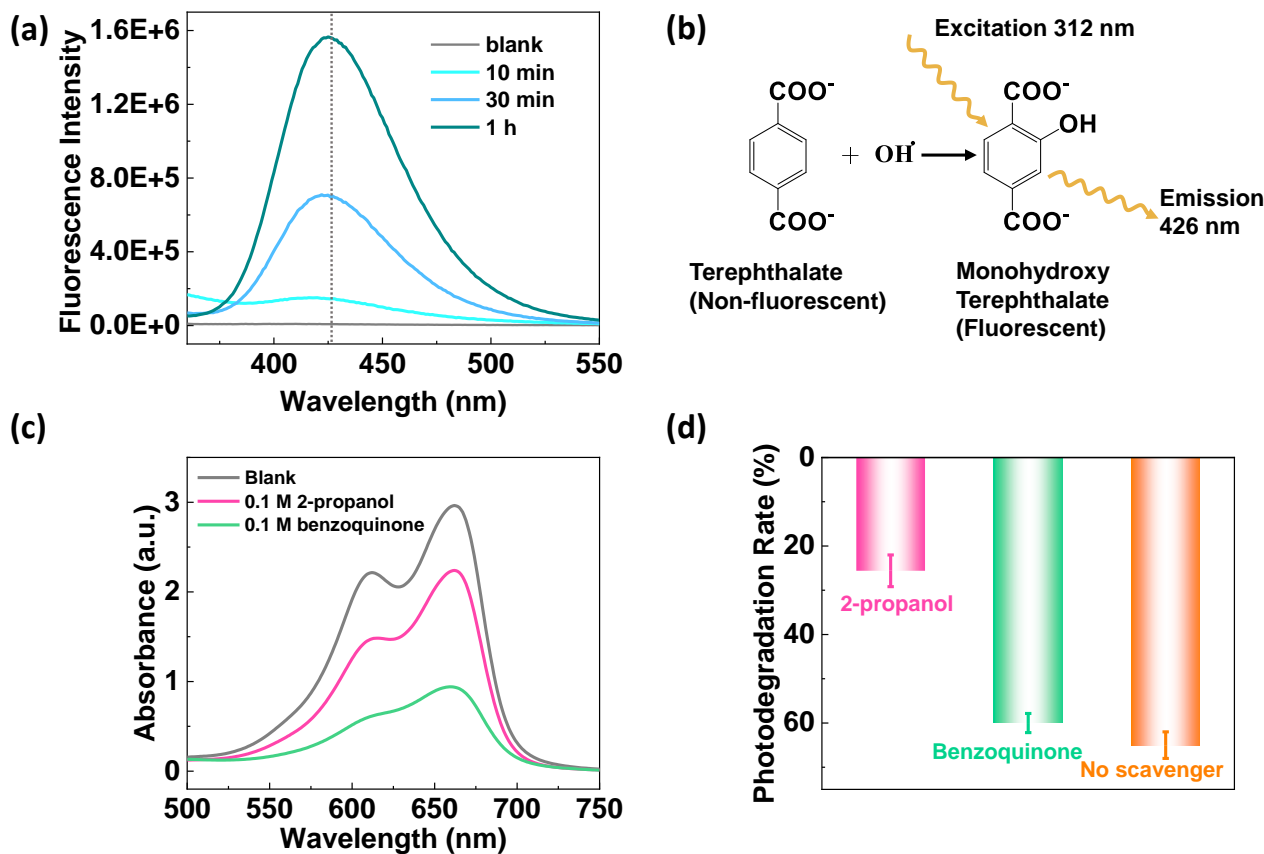 (a)
1.6E+6
1.2E+6
8.0E+5
4.0E+5
0.0E+0
Fluorescence Intensity
blank
10 min
30 min
1 h
400
450
500
550
Wavelength (nm)
(b)
Excitation 312 nm
COO-
COO-
+ OH•
COO-
OH
COO-
Emission
426 nm
Terephthalate
(Non-fluorescent)
Monohydroxy
Terephthalate
(Fluorescent)
(c)
3
2
1
0
Absorbance (a.u.)
Blank
0.1 M 2-propanol
0.1 M benzoquinone
500
550
600
650
700
750
Wavelength (nm)
(d)
0
20
40
60
Photodegradation Rate (%)
2-propanol
Benzoquinone
No scavenger